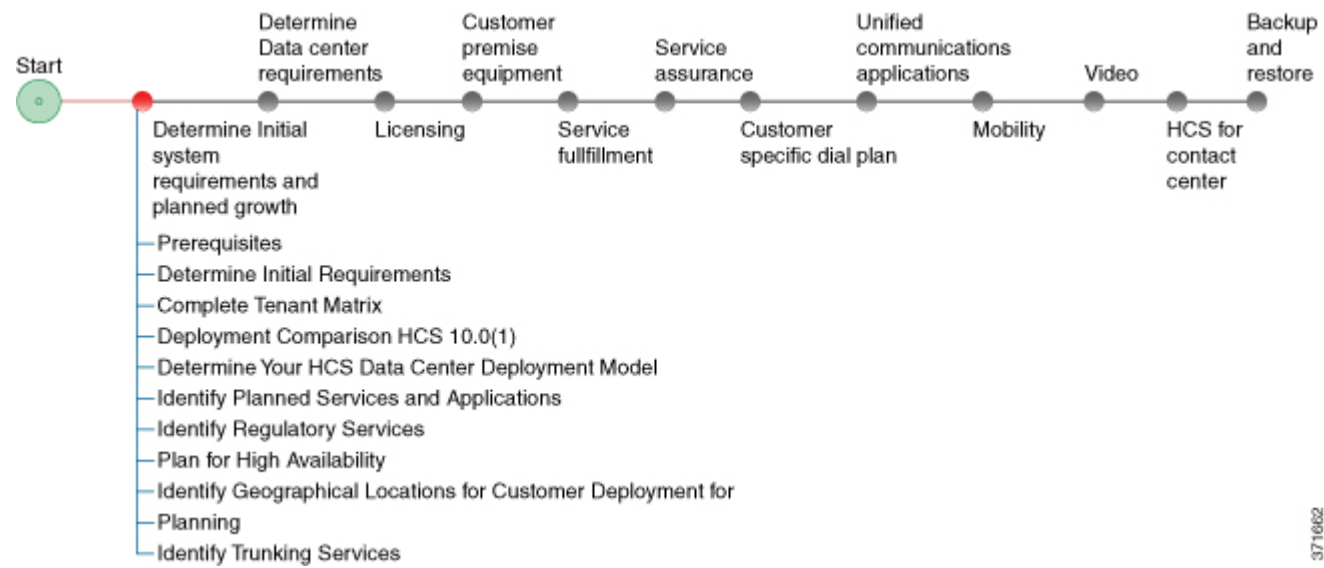 Start
Determine Initial
system
requirements and
planned growth
Determine
Data center
requirements
Licensing
Customer
premise
equipment
Service
fullfillment
Service
assurance
Customer
specific dial plan
Unified
communications
applications
Mobility
Video
HCS for
contact
center
Backup
and
restore
Prerequisites
Determine Initial Requirements
Complete Tenant Matrix
Deployment Comparison HCS 10.0(1)
Determine Your HCS Data Center Deployment Model
Identify Planned Services and Applications
Identify Regulatory Services
Plan for High Availability
Identify Geographical Locations for Customer Deployment for
Planning
Identify Trunking Services
371662